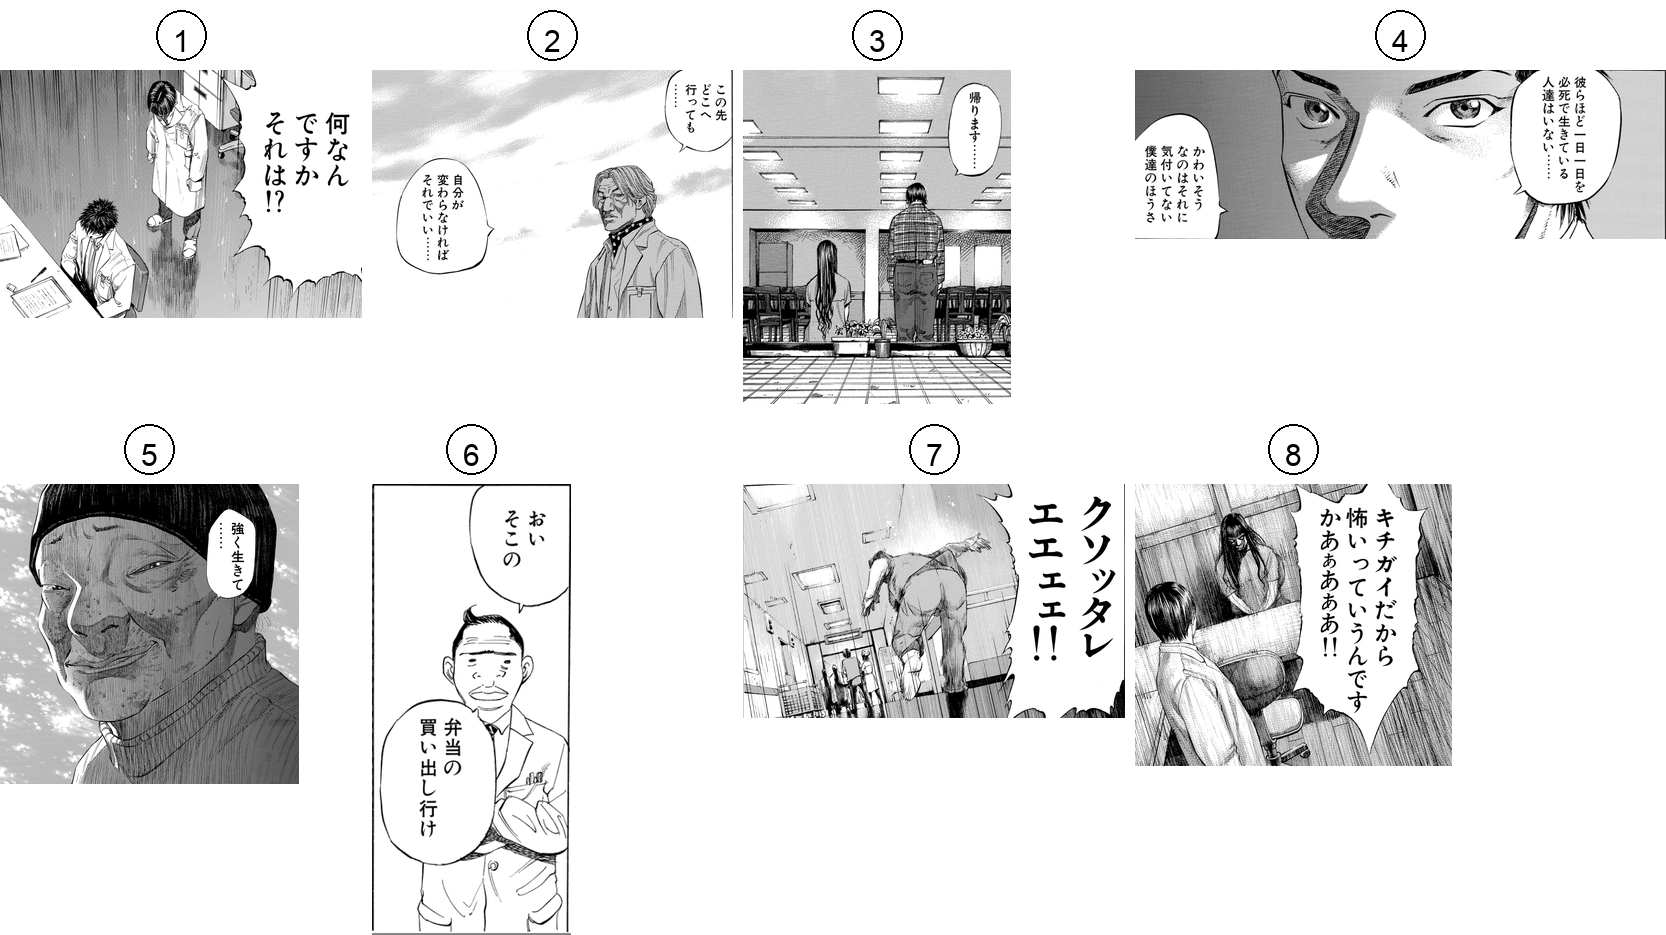 1
何なん
ですか
それは!?
2
この先
どこへ
行っても
……
自分が
変わらなければ
それでいい……
3
帰ります……
4
彼らほど一日一日を
必死で生きている
人達はいない……
かわいそう
なのはそれに
気付いてない
僕達のほうさ
5
強く生きて
……
6
おい
そこの
弁当の
買い出し行け
7
クソッタレ
エエェェ!!
8
キチガイだから
怖いっていうんです
かあぁあああ!!